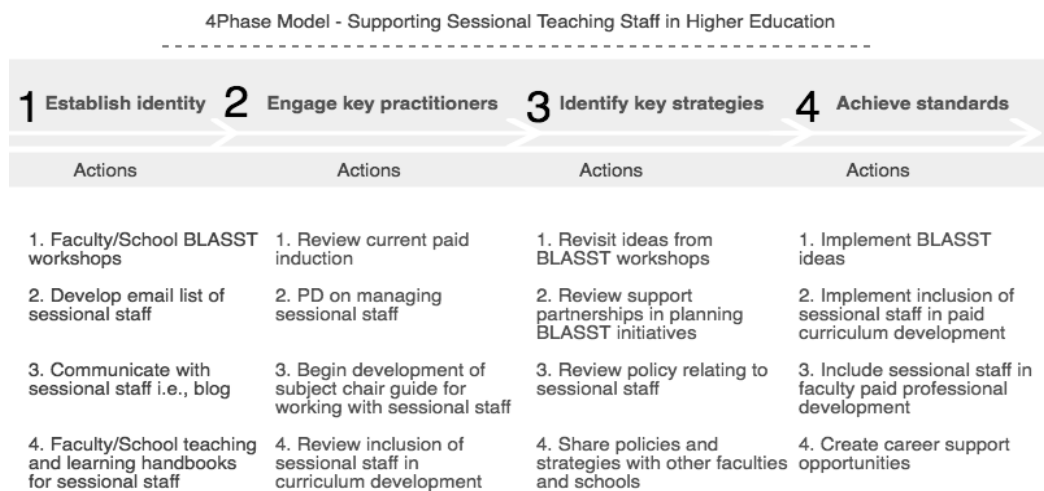 4Phase Model - Supporting Sessional Teaching Staff in Higher Education
1 Establish identity
2 Engage key practitioners
3 Identify key strategies
4 Achieve standards
Actions
Actions
Actions
Actions
1. Faculty/School BLASST
workshops
2. Develop email list of
sessional staff
3. Communicate with
sessional staff i.e., blog
4. Faculty/School teaching
and learning handbooks
for sessional staff
1. Review current paid
induction
2. PD on managing
sessional staff
3. Begin development of
subject chair guide for
working with sessional staff
4. Review inclusion of
sessional staff in
curriculum development
1. Revisit ideas from
BLASST workshops
2. Review support
partnerships in planning
BLASST initiatives
3. Review policy relating to
sessional staff
4. Share policies and
strategies with other faculties
and schools
1. Implement BLASST
ideas
2. Implement inclusion of
sessional staff in paid
curriculum development
3. Include sessional staff in
faculty paid professional
development
4. Create career support
opportunities